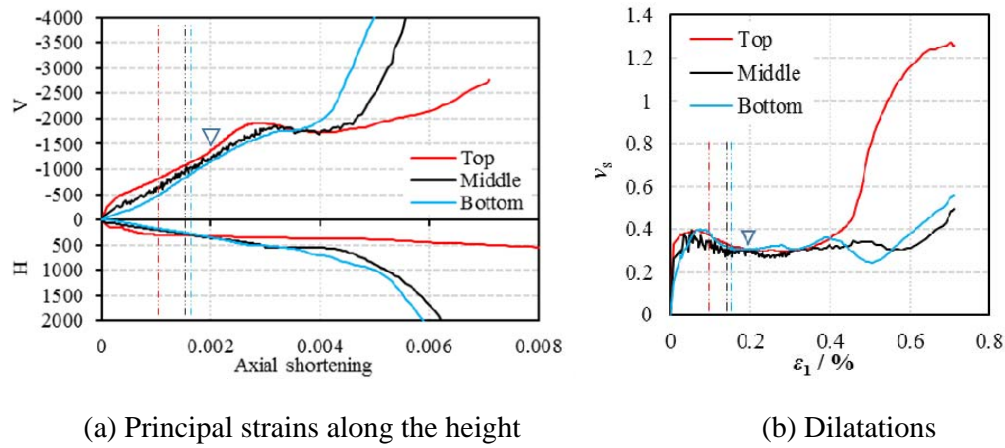 -4000
-3500
-3000
-2500
-2000
-1500
-1000
-500
0
500
1000
1500
2000
V
H
Top
Middle
Bottom
0 0.002 0.004 0.006 0.008
Axial shortening
1.6
1.4
1.2
1
0.8
0.6
0.4
0.2
0
νs
Top
Middle
Bottom
0 0.2 0.4 0.6 0.8
ε1 / %
(a) Principal strains along the height (b) Dilatations